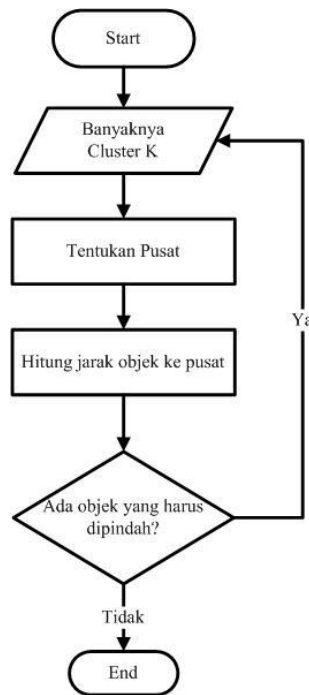 Start
Banyaknya
Cluster K
Tentukan Pusat
Hitung jarak objek ke pusat
Ya
Ada objek yang harus
dipindah?
Tidak
End